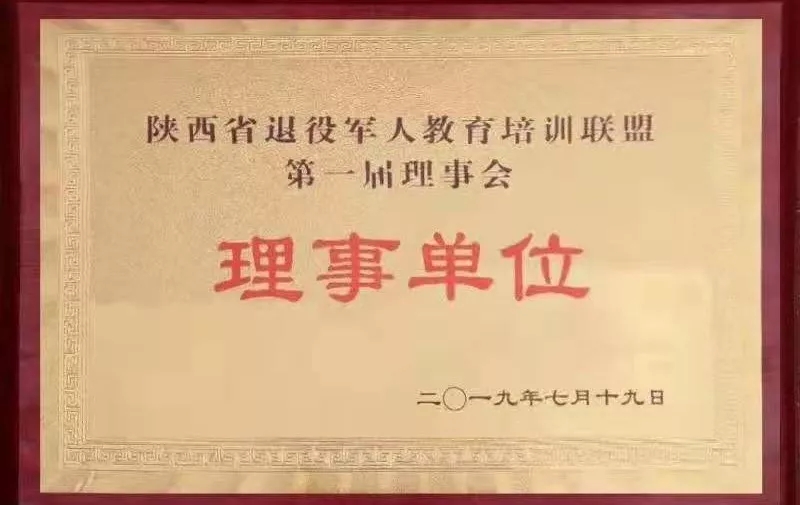 陕西省退役军人教育培训联盟
第一届理事会
理事单位
二〇一九年七月十九日